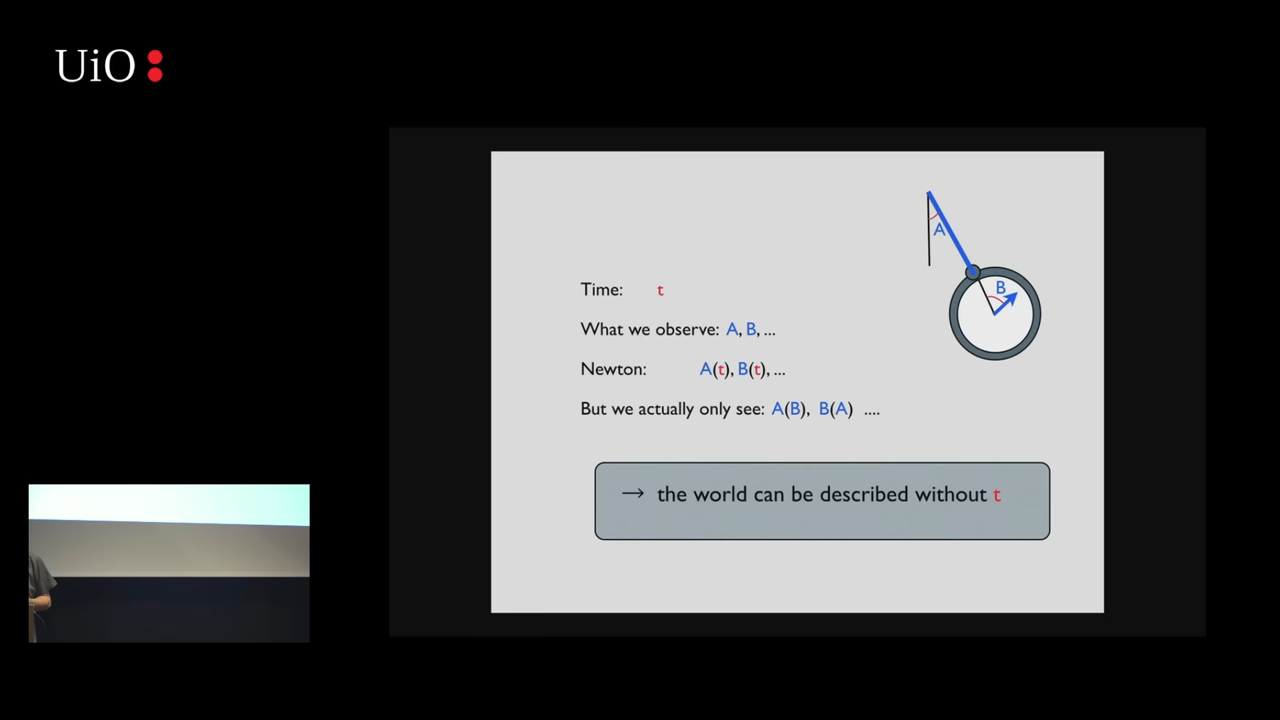 UiO:
A
B
Time: t
What we observe: A, B, ...
Newton: A(t), B(t), ...
But we actually only see: A(B), B(A) ....
→ the world can be described without t